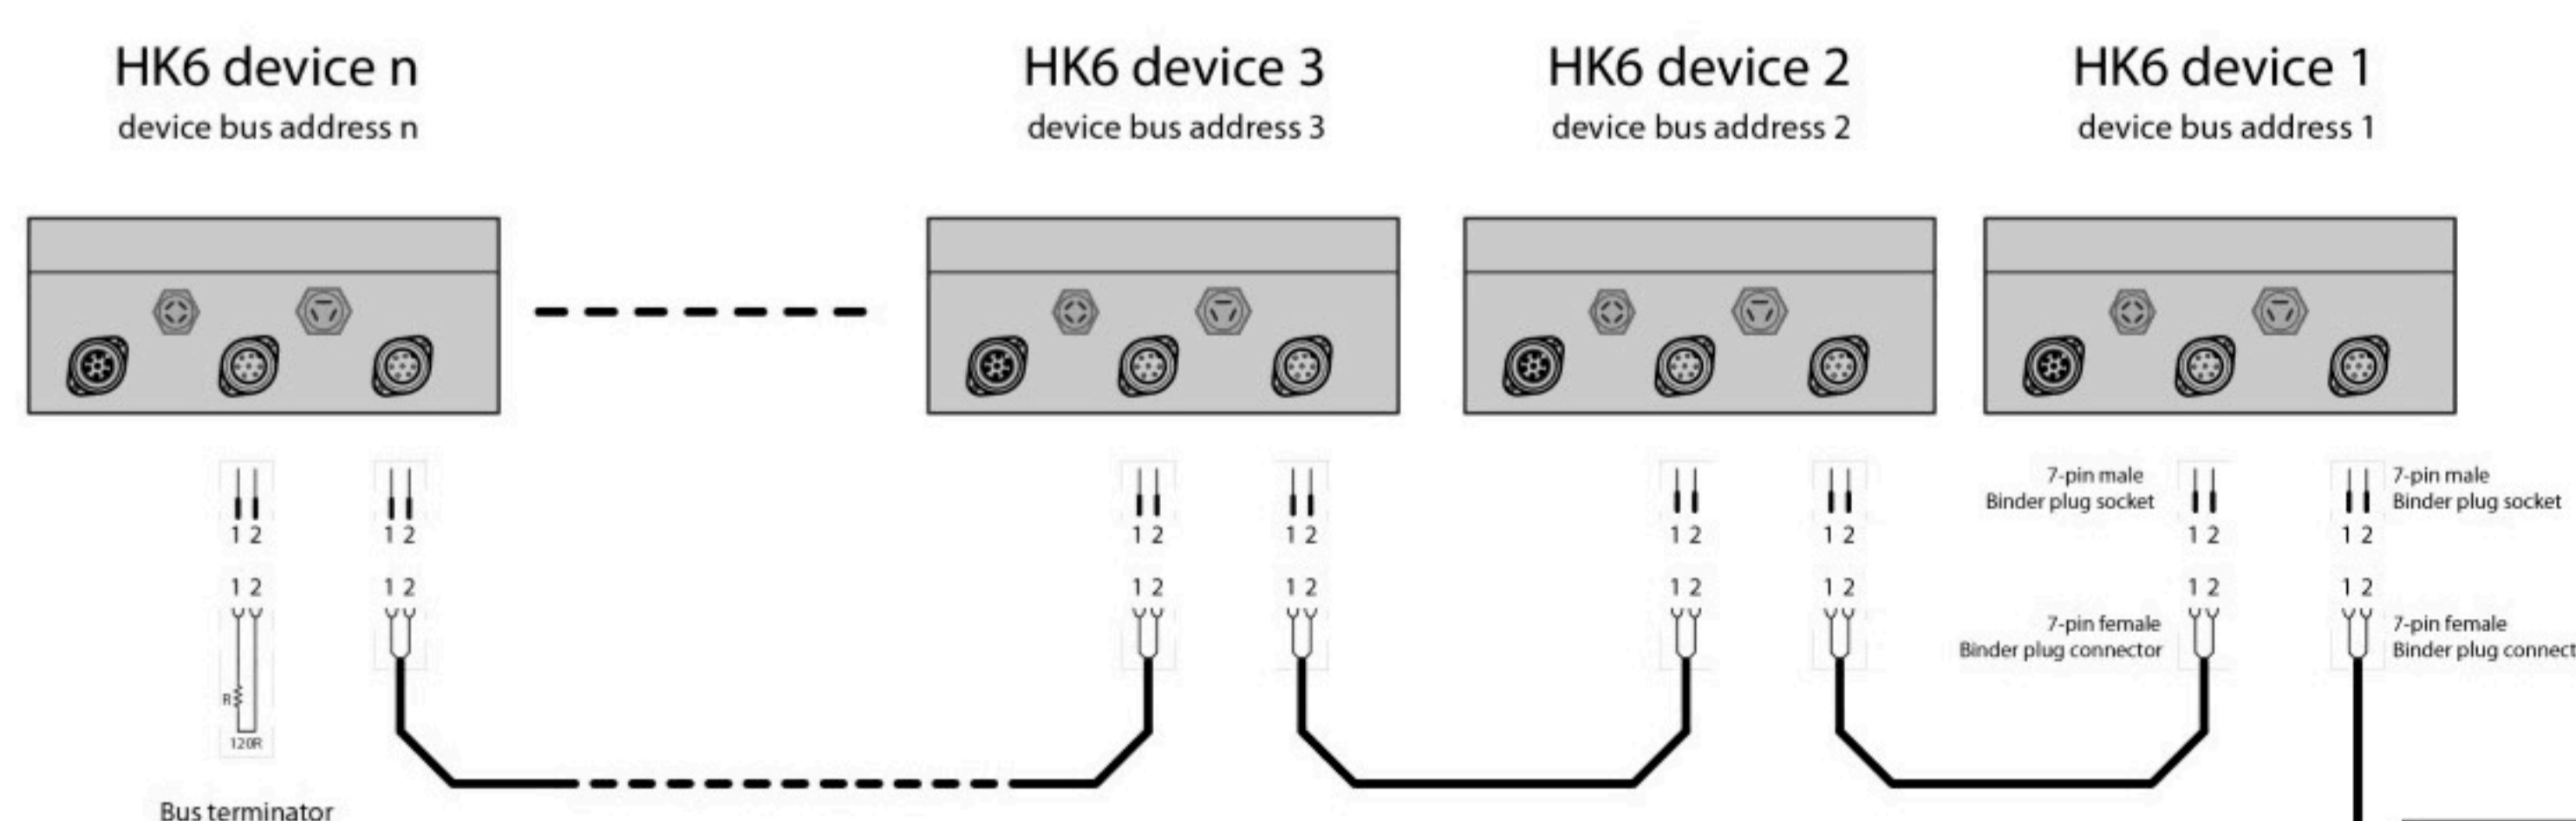 HK6 device n
device bus address n
HK6 device 3
device bus address 3
HK6 device 2
device bus address 2
HK6 device 1
device bus address 1
1 2
1 2
1 2
1 2
1 2
1 2
7-pin male
Binder plug socket
1 2
7-pin male
Binder plug socket
1 2
1 2
1 2
1 2
1 2
1 2
1 2
7-pin female
Binder plug connector
1 2
7-pin female
Binder plug connect
1 2
R
120R
Bus terminator